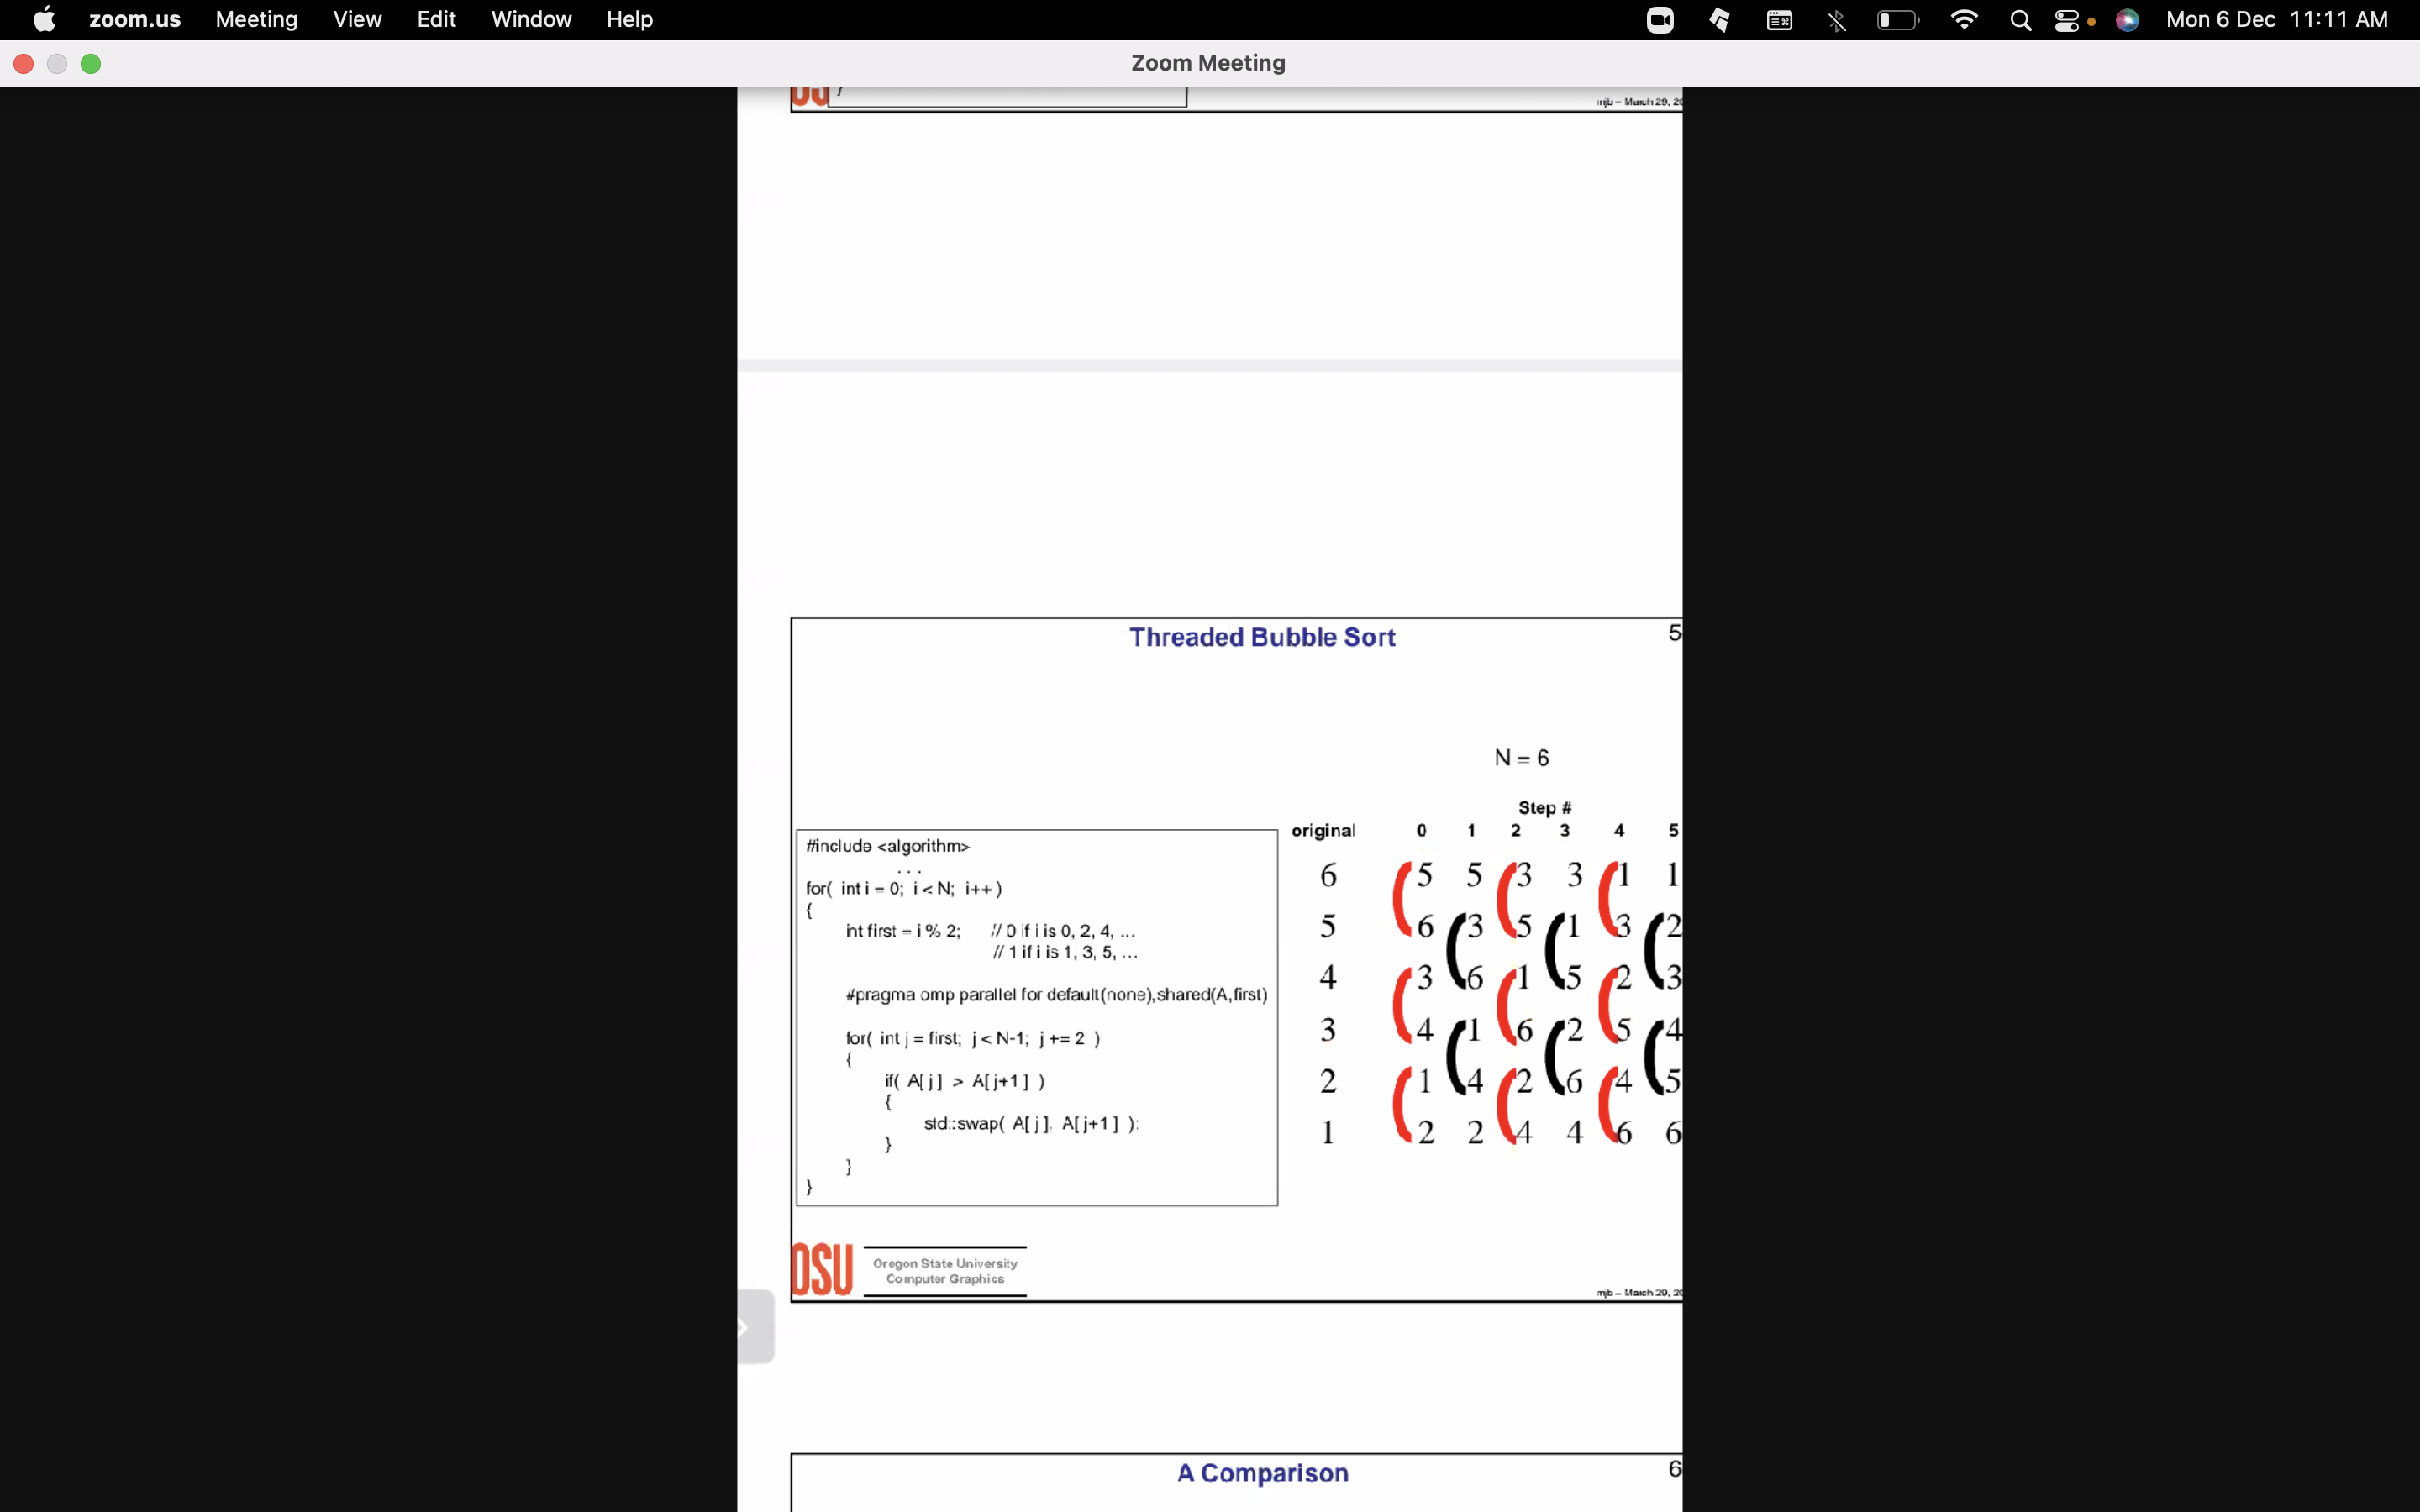 zoom.us Meeting View Edit Window Help Mon 6 Dec 11:11 AM
Zoom Meeting
mjb – March 29, 20
Threaded Bubble Sort 5
N = 6
Step #
original 0 1 2 3 4 5
6 5 5 3 3 1 1
5 6 3 5 1 3 2
4 3 6 1 5 2 3
3 4 1 6 2 5 4
2 1 4 2 6 4 5
1 2 2 4 4 6 6
#include <algorithm>
. . .
for( int i = 0; i < N; i++ )
{
int first = i % 2; // 0 if i is 0, 2, 4, ...
// 1 if i is 1, 3, 5, ...
#pragma omp parallel for default(none),shared(A,first)
for( int j = first; j < N-1; j += 2 )
{
if( A[ j ] > A[ j+1 ] )
{
std::swap( A[ j ], A[ j+1 ] );
}
}
}
OSU
Oregon State University
Computer Graphics
mjb – March 29, 20
A Comparison 6